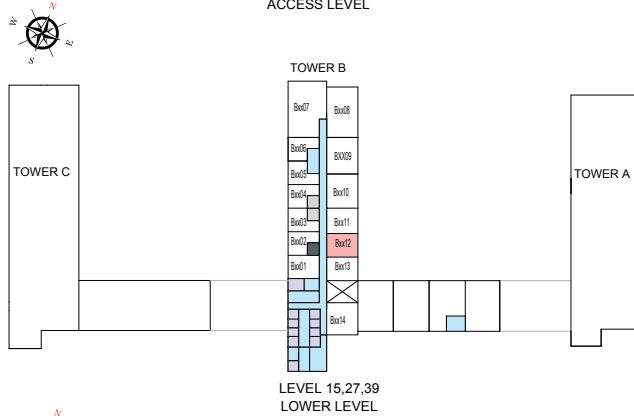 ACCESS LEVEL
N
W
E
S
TOWER B
Bxx07
Bxx08
Bxx06
BXX09
Bxx05
TOWER C
TOWER A
Bxx04
Bxx10
Bxx03
Bxx11
Bxx02
Bxx12
Bxx01
Bxx13
Bxx14
LEVEL 15,27,39
LOWER LEVEL
N